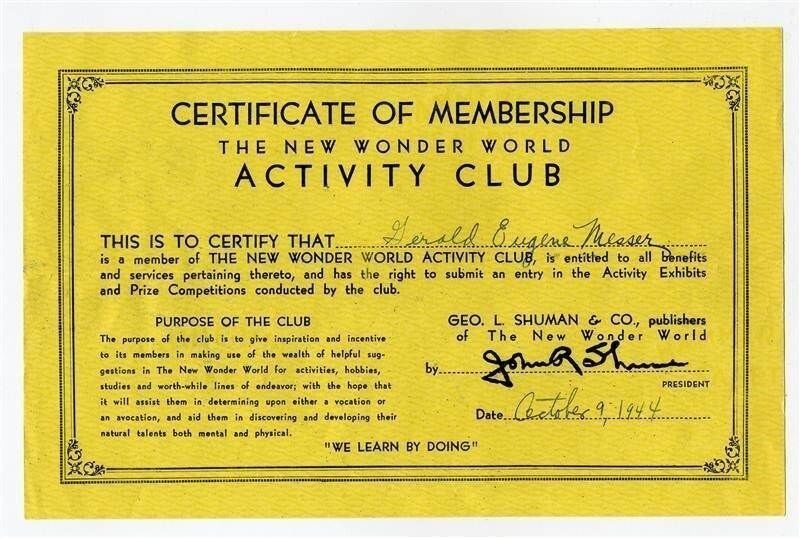 CERTIFICATE OF MEMBERSHIP
THE NEW WONDER WORLD
ACTIVITY CLUB
THIS IS TO CERTIFY THAT Gerald Eugene Messer
is a member of THE NEW WONDER WORLD ACTIVITY CLUB, is entitled to all benefits
and services pertaining thereto, and has the right to submit an entry in the Activity Exhibits
and Prize Competitions conducted by the club.
PURPOSE OF THE CLUB
The purpose of the club is to give inspiration and incentive
to its members in making use of the wealth of helpful sug-
gestions in The New Wonder World for activities, hobbies,
studies and worth-while lines of endeavor; with the hope that
it will assist them in determining upon either a vocation or
an avocation, and aid them in discovering and developing their
natural talents both mental and physical.
GEO. L. SHUMAN & CO., publishers
of The New Wonder World
by John R Shuman
PRESIDENT
Date October 9, 1944
"WE LEARN BY DOING"